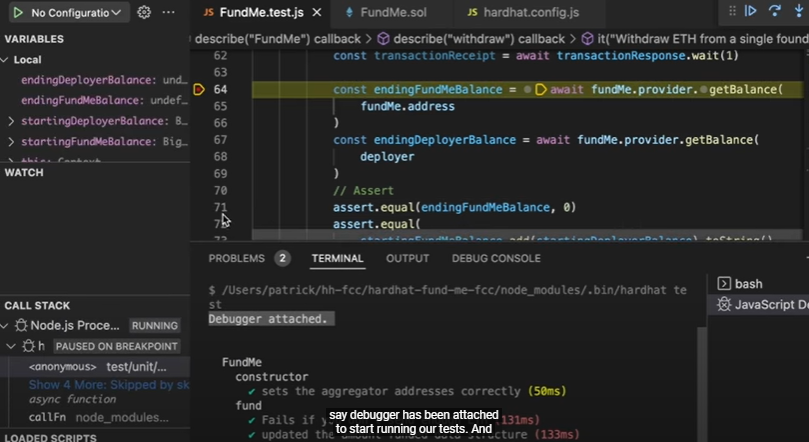 No Configuratio
FundMe.test.js
FundMe.sol
hardhat.config.js
describe("FundMe") callback
describe("withdraw") callback
it("Withdraw ETH from a single found
VARIABLES
Local
endingDeployerBalance: und…
endingFundMeBalance: undef…
startingDeployerBalance: B…
startingFundMeBalance: Big…
this: Context
WATCH
62 const transactionReceipt = await transactionResponse.wait(1)
63
64 const endingFundMeBalance = await fundMe.provider.getBalance(
65 fundMe.address
66 )
67 const endingDeployerBalance = await fundMe.provider.getBalance(
68 deployer
69 )
70 // Assert
71 assert.equal(endingFundMeBalance, 0)
assert.equal(
startingFundMeBalance.add(startingDeployerBalance).toString()
PROBLEMS 2
TERMINAL
OUTPUT
DEBUG CONSOLE
$ /Users/patrick/hh-fcc/hardhat-fund-me-fcc/node_modules/.bin/hardhat te
st
Debugger attached.
FundMe
constructor
✔ sets the aggregator addresses correctly (50ms)
fund
✔ Fails if y
131ms)
✔ updated the amount funded data structure (133ms)
bash
JavaScript De
CALL STACK
Node.js Proce…
RUNNING
h
PAUSED ON BREAKPOINT
<anonymous> test/unit/…
Show 4 More: Skipped by sk
async function
callFn node_modules…
LOADED SCRIPTS
say debugger has been attached
to start running our tests. And